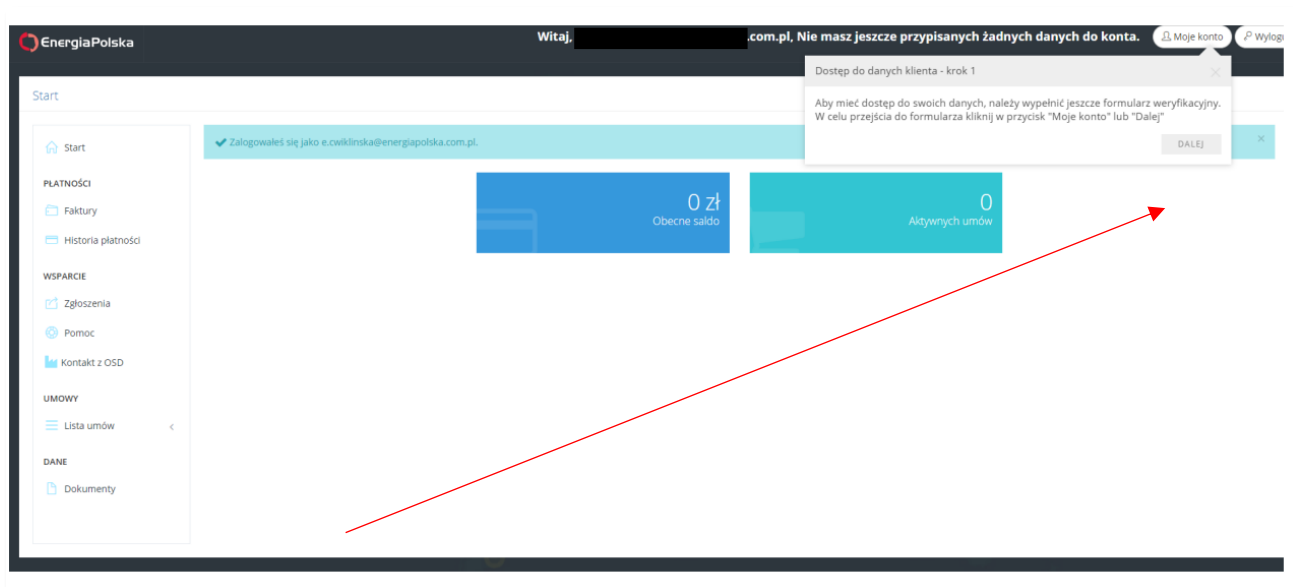 EnergiaPolska
Witaj, .com.pl, Nie masz jeszcze przypisanych żadnych danych do konta.
Moje konto
Wylogu
Dostęp do danych klienta - krok 1
Aby mieć dostęp do swoich danych, należy wypełnić jeszcze formularz weryfikacyjny.
W celu przejścia do formularza kliknij w przycisk "Moje konto" lub "Dalej"
DALEJ
Start
Start
PŁATNOŚCI
Faktury
Historia płatności
WSPARCIE
Zgłoszenia
Pomoc
Kontakt z OSD
UMOWY
Lista umów
DANE
Dokumenty
Zalogowałeś się jako e.cwiklinska@energiapolska.com.pl.
0 zł
Obecne saldo
0
Aktywnych umów